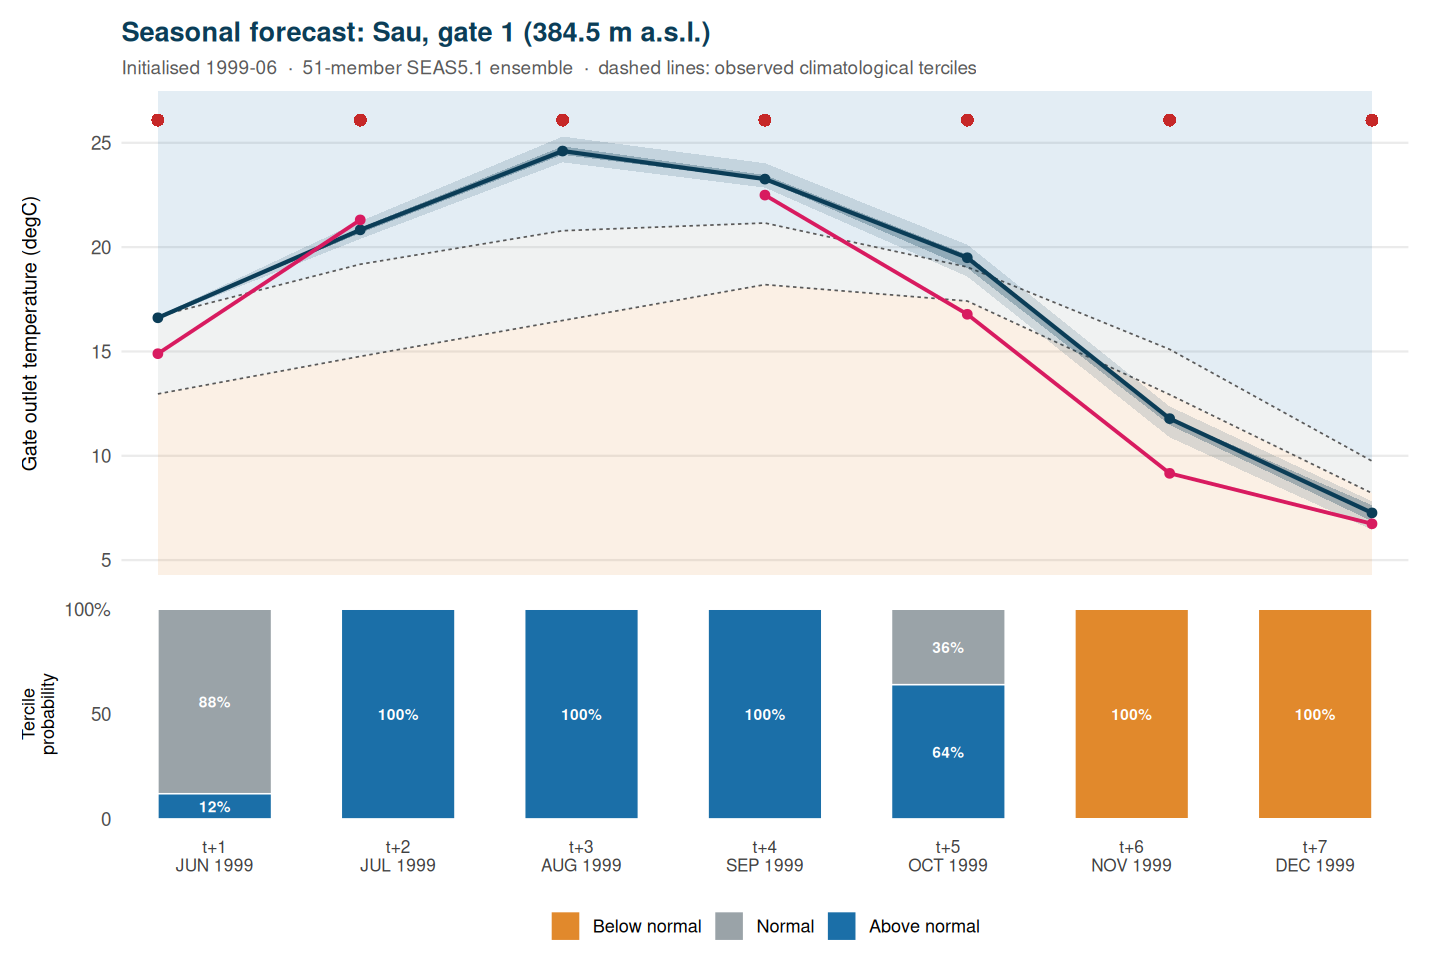 Seasonal forecast: Sau, gate 1 (384.5 m a.s.l.)
Initialised 1999-06 · 51-member SEAS5.1 ensemble · dashed lines: observed climatological terciles
Gate outlet temperature (degC)
25
20
15
10
5
Tercile
probability
100%
50
0
88%
12%
100%
100%
100%
36%
64%
100%
100%
t+1
JUN 1999
t+2
JUL 1999
t+3
AUG 1999
t+4
SEP 1999
t+5
OCT 1999
t+6
NOV 1999
t+7
DEC 1999
Below normal
Normal
Above normal